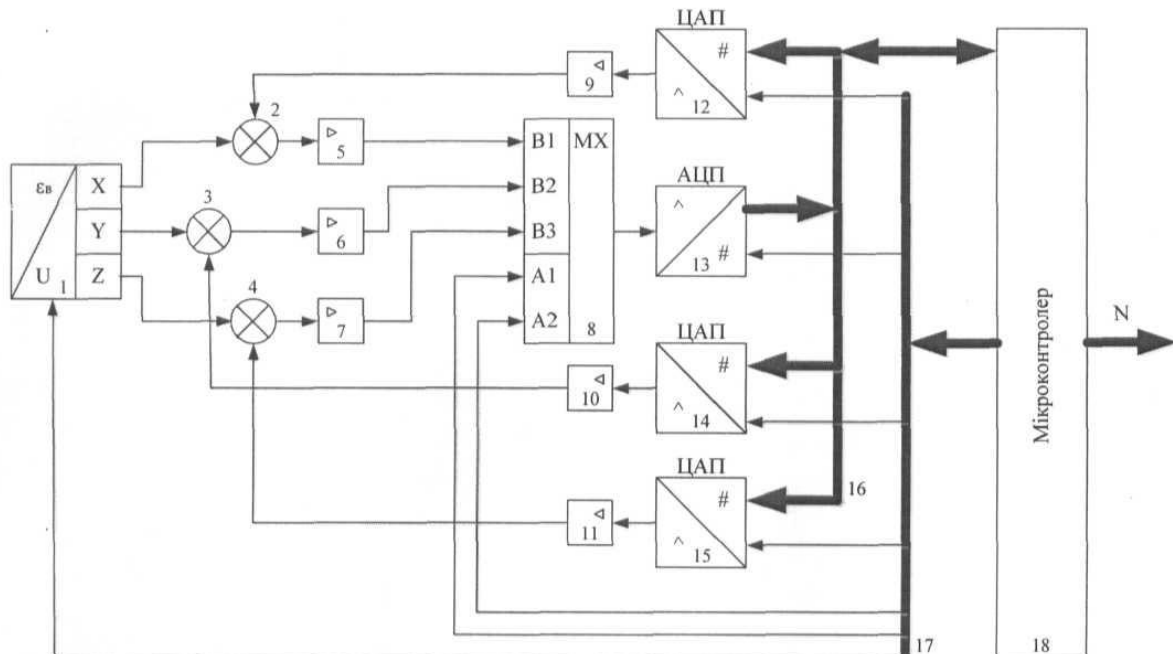 ЦАП
#
^ 12
◁
9
2
▷
5
B1 MX
B2
B3
A1
A2
8
АЦП
^
# 13
εв X
Y
U 1 Z
3
▷
6
4
▷
7
ЦАП
#
^ 14
◁
10
ЦАП
#
^ 15
◁
11
16
17
Мікроконтролер
18
N